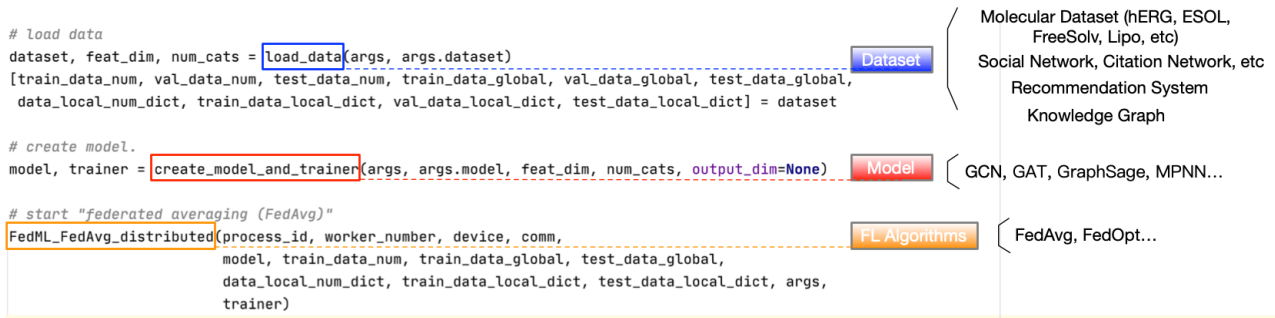 # load data
dataset, feat_dim, num_cats = load_data(args, args.dataset)
[train_data_num, val_data_num, test_data_num, train_data_global, val_data_global, test_data_global,
data_local_num_dict, train_data_local_dict, val_data_local_dict, test_data_local_dict] = dataset
Dataset
Molecular Dataset (hERG, ESOL,
FreeSolv, Lipo, etc)
Social Network, Citation Network, etc
Recommendation System
Knowledge Graph
# create model.
model, trainer = create_model_and_trainer(args, args.model, feat_dim, num_cats, output_dim=None)
Model
GCN, GAT, GraphSage, MPNN...
# start "federated averaging (FedAvg)"
FedML_FedAvg_distributed(process_id, worker_number, device, comm,
model, train_data_num, train_data_global, test_data_global,
data_local_num_dict, train_data_local_dict, test_data_local_dict, args,
trainer)
FL Algorithms
FedAvg, FedOpt...